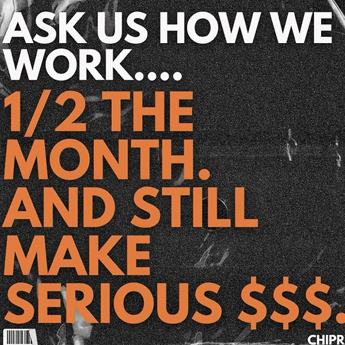 ASK US HOW WE
WORK....
1/2 THE
MONTH.
AND STILL
MAKE
SERIOUS $$$.
CHIPR